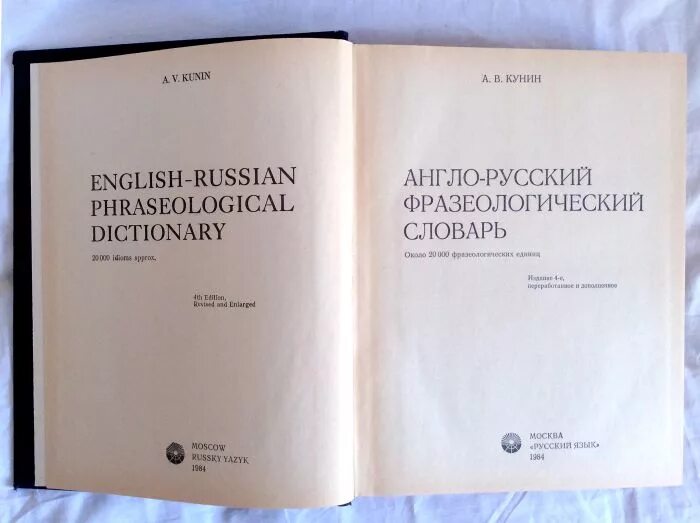 A. V. KUNIN
ENGLISH-RUSSIAN
PHRASEOLOGICAL
DICTIONARY
20 000 idioms approx.
4th Edition,
Revised and Enlarged
MOSCOW
RUSSKY YAZYK
1984
А. В. КУНИН
АНГЛО-РУССКИЙ
ФРАЗЕОЛОГИЧЕСКИЙ
СЛОВАРЬ
Около 20 000 фразеологических единиц
Издание 4-е,
переработанное и дополненное
МОСКВА
«РУССКИЙ ЯЗЫК»
1984